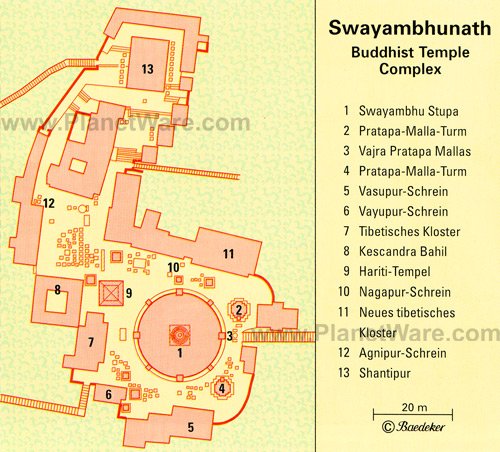 Swayambhunath
Buddhist Temple
Complex
1 Swayambhu Stupa
2 Pratapa-Malla-Turm
3 Vajra Pratapa Mallas
4 Pratapa-Malla-Turm
5 Vasupur-Schrein
6 Vayupur-Schrein
7 Tibetisches Kloster
8 Kescandra Bahil
9 Hariti-Tempel
10 Nagapur-Schrein
11 Neues tibetisches
Kloster
12 Agnipur-Schrein
13 Shantipur
20 m
© Baedeker
13
www.PlanetWare.com
12
11
10
8
9
2
3
www.PlanetWare.com
7
1
4
6
5